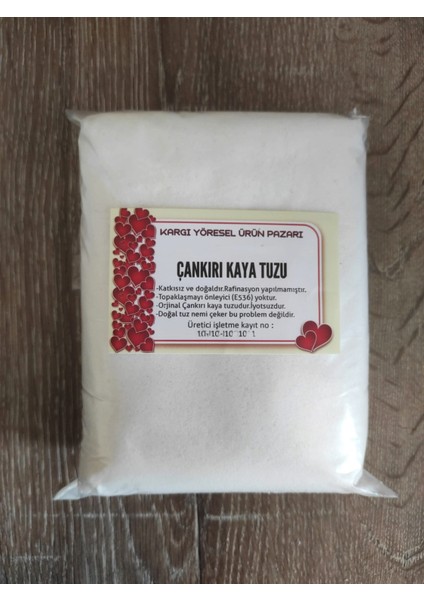 KARGI YÖRESEL ÜRÜN PAZARI
ÇANKIRI KAYA TUZU
-Katkısız ve doğaldır.Rafinasyon yapılmamıştır.
-Topaklaşmayı önleyici (E536) yoktur.
-Orjinal Çankırı kaya tuzudur.İyotsuzdur.
-Doğal tuz nemi çeker bu problem değildir.
Üretici işletme kayıt no :